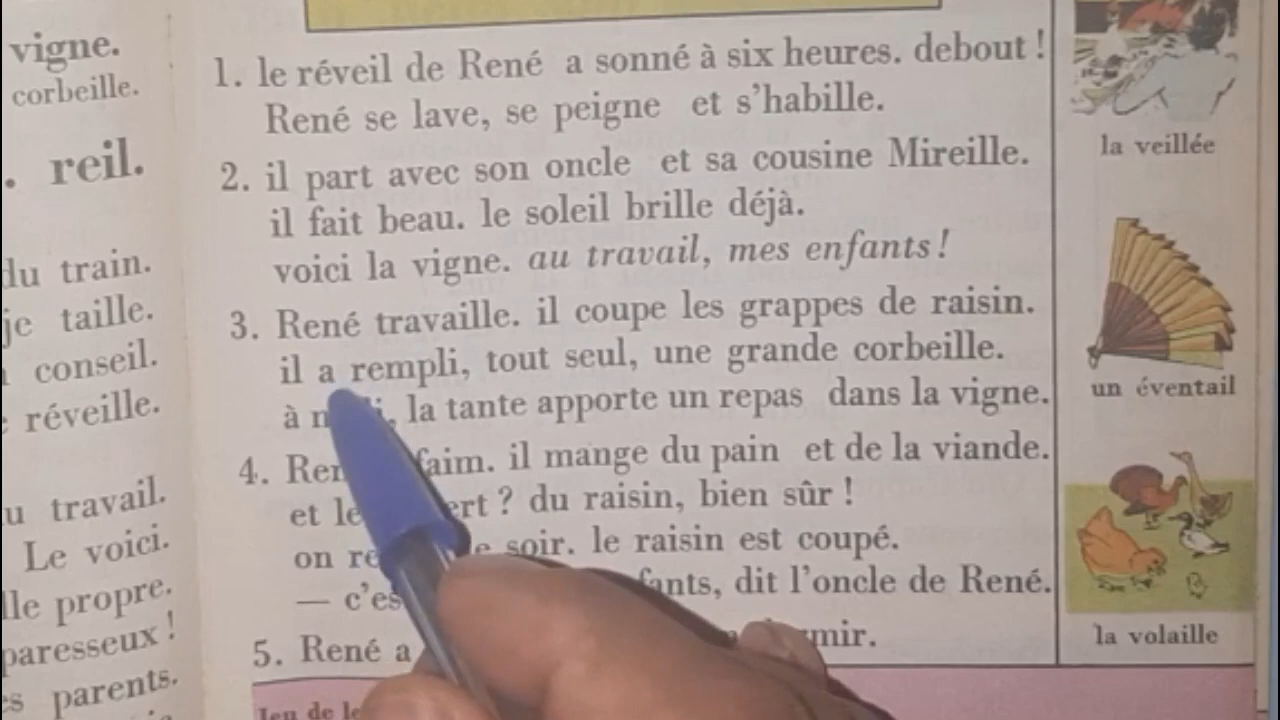 vigne.
corbeille.
. reil.
du train.
je taille.
conseil.
réveille.
travail.
Le voici.
propre.
paresseux !
parents.
1. le réveil de René a sonné à six heures. debout !
René se lave, se peigne et s'habille.
2. il part avec son oncle et sa cousine Mireille.
il fait beau. le soleil brille déjà.
voici la vigne. au travail, mes enfants !
3. René travaille. il coupe les grappes de raisin.
il a rempli, tout seul, une grande corbeille.
à la tante apporte un repas dans la vigne.
4. faim. il mange du pain et de la viande.
et ? du raisin, bien sûr !
on soir. le raisin est coupé.
— dit l'oncle de René.
5. René a
la veillée
un éventail
la volaille
Jeu de